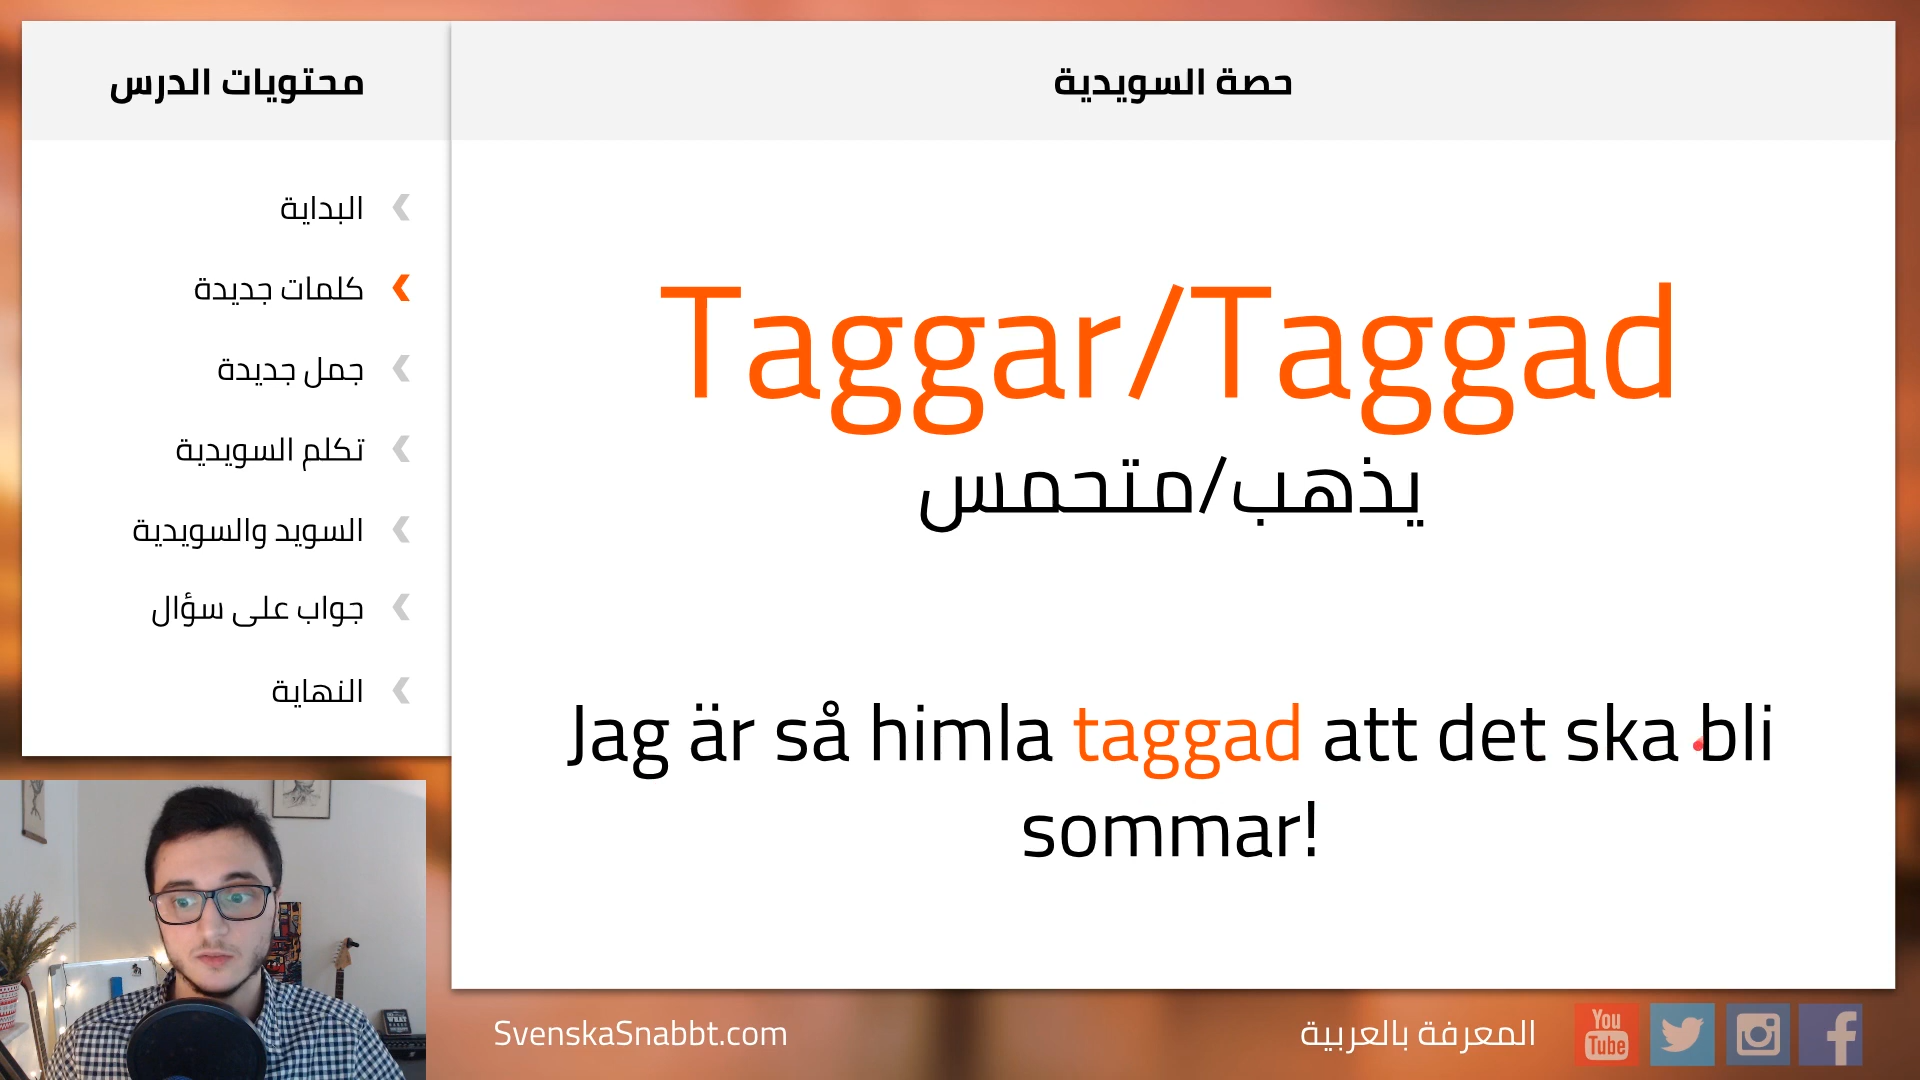 حصة السويدية
محتويات الدرس
البداية
كلمات جديدة
جمل جديدة
تكلم السويدية
السويد والسويدية
جواب على سؤال
النهاية
Taggar/Taggad
يذهب/متحمس
Jag är så himla taggad att det ska bli
sommar!
SvenskaSnabbt.com
المعرفة بالعربية
You
Tube